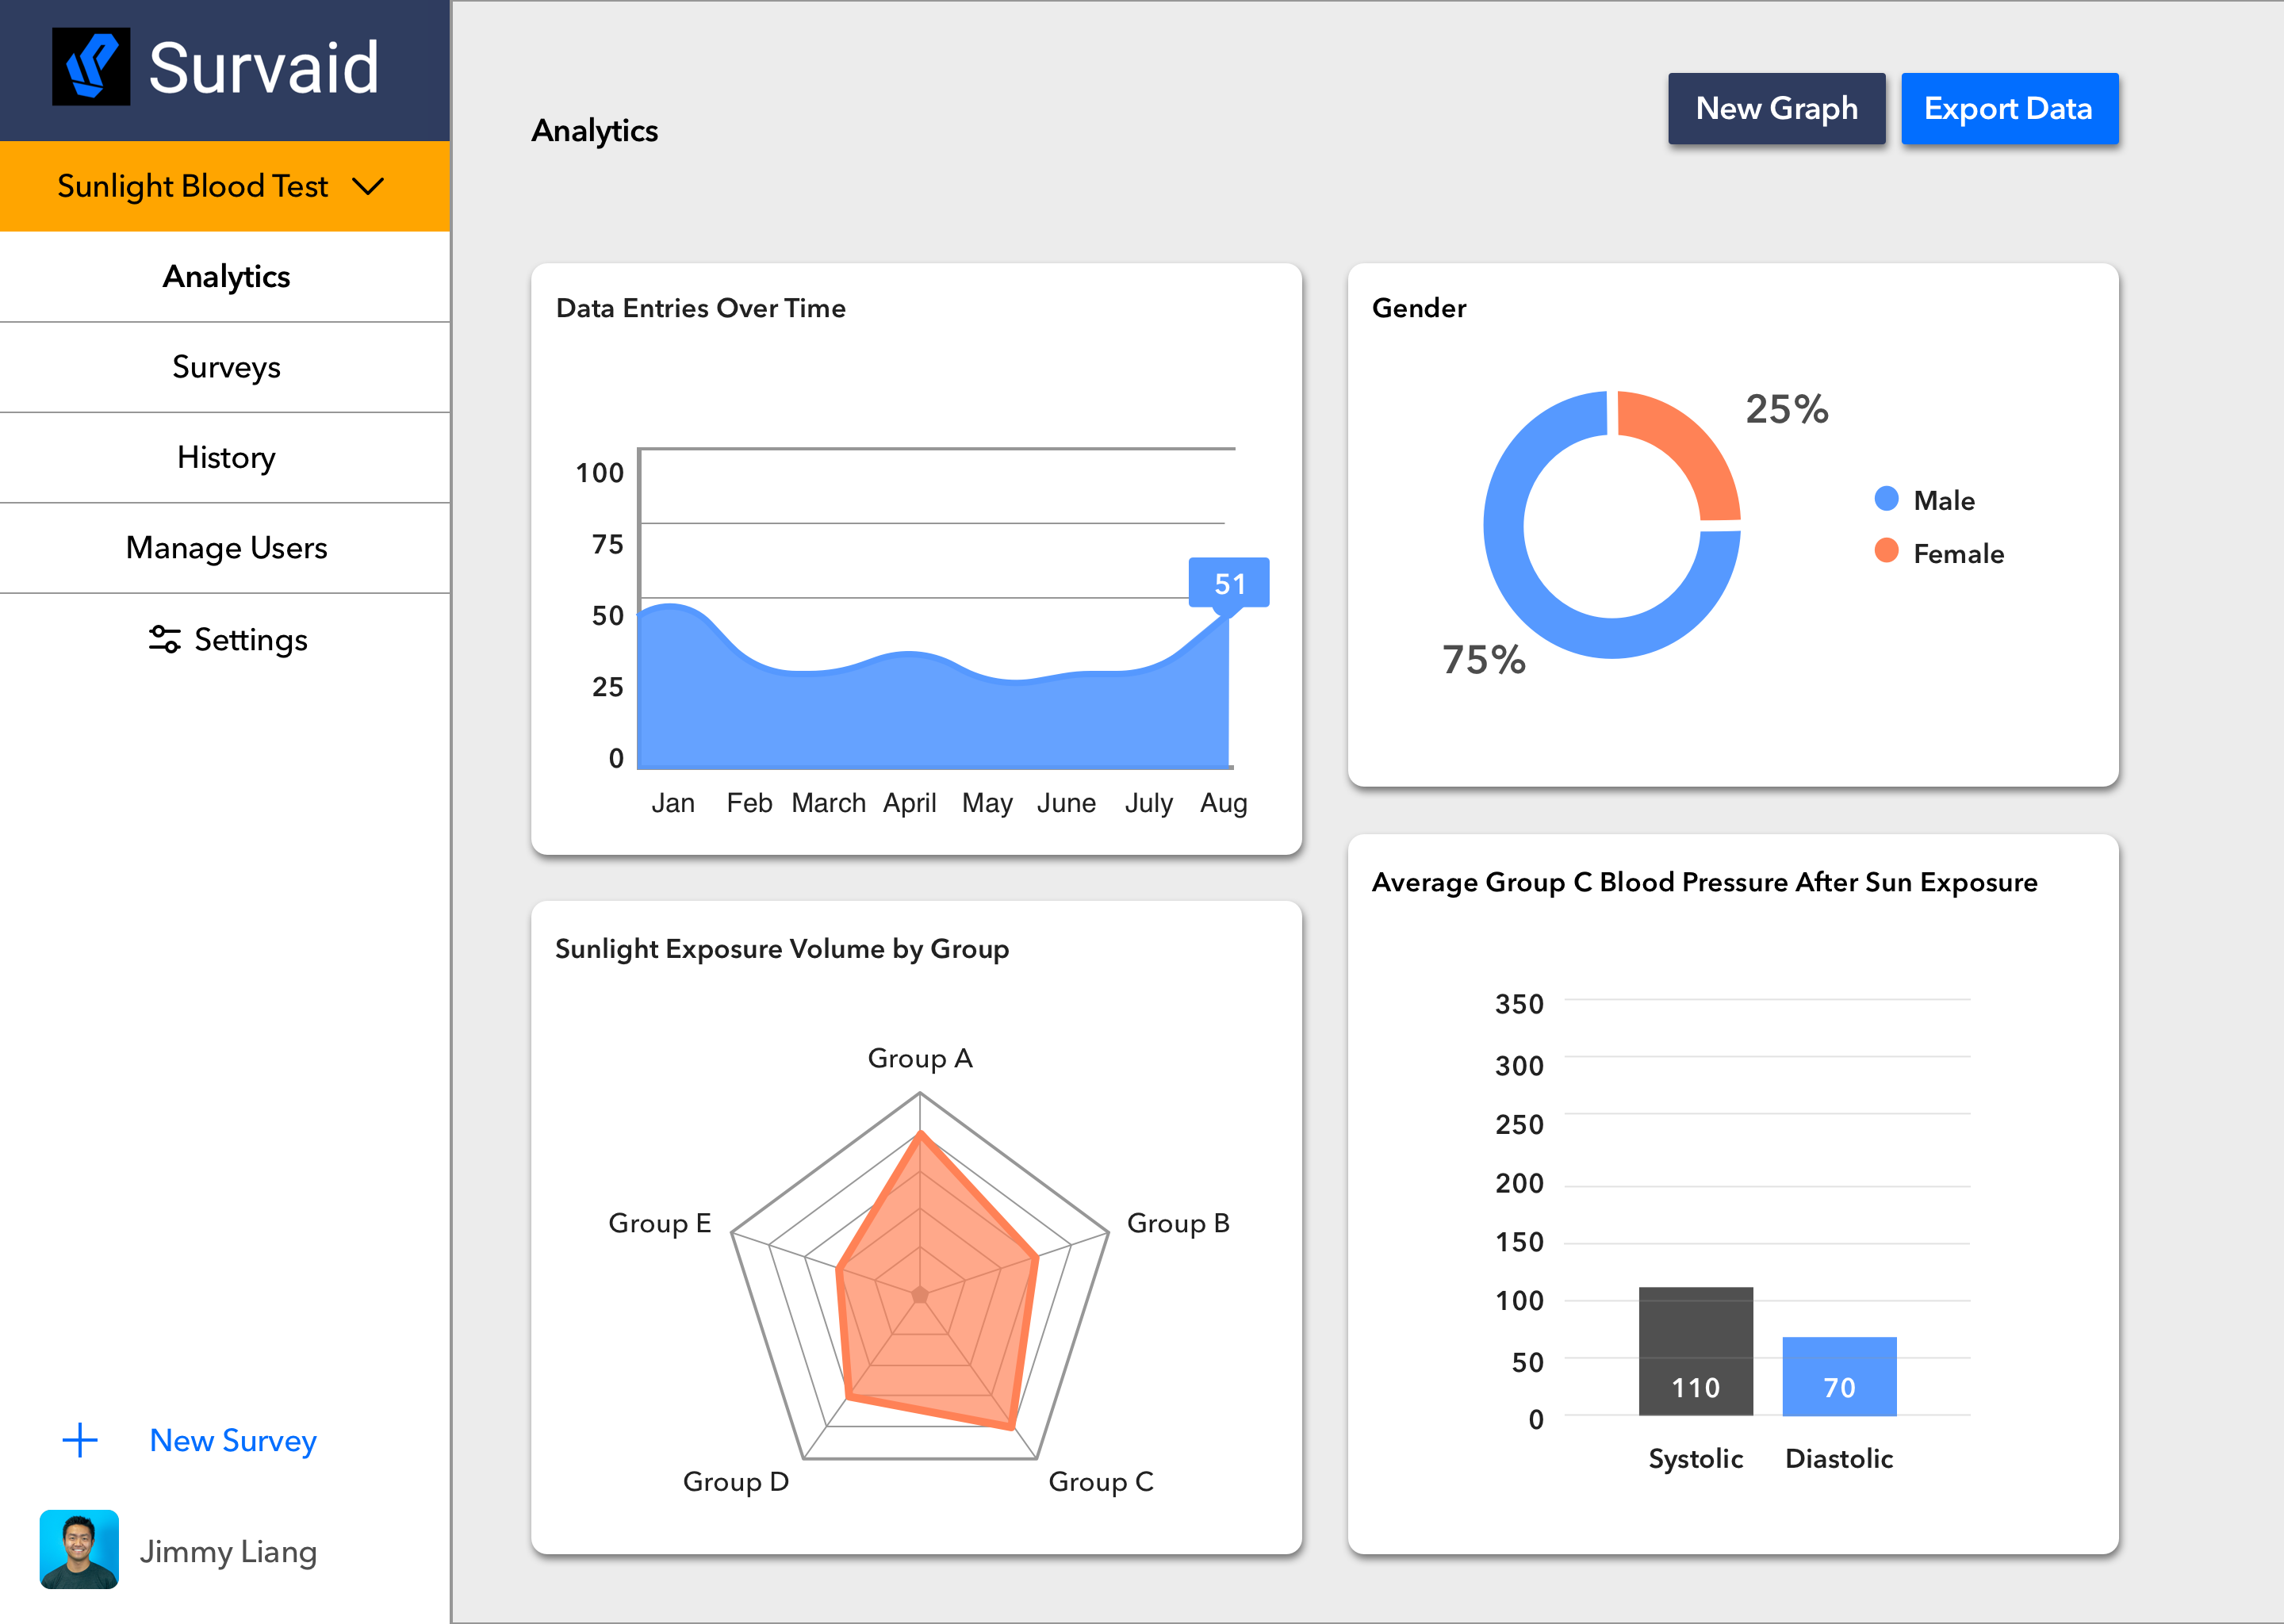 Survaid
Sunlight Blood Test
Analytics
Surveys
History
Manage Users
Settings
New Survey
Jimmy Liang
Analytics
New Graph
Export Data
Data Entries Over Time
100
75
50
25
0
51
Jan Feb March April May June July Aug
Gender
25%
75%
Male
Female
Sunlight Exposure Volume by Group
Group A
Group B
Group C
Group D
Group E
Average Group C Blood Pressure After Sun Exposure
350
300
250
200
150
100
50
0
110 70
Systolic Diastolic